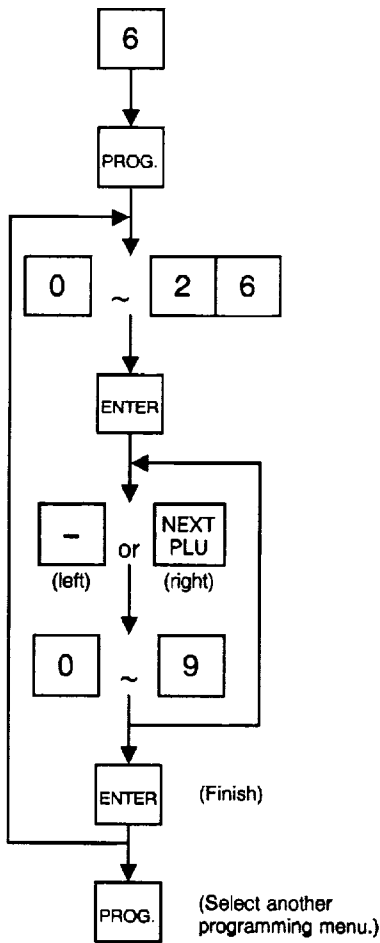 6
PROG.
0 ~ 2 6
ENTER
– or NEXT PLU
(left) (right)
0 ~ 9
ENTER (Finish)
PROG. (Select another
programming menu.)